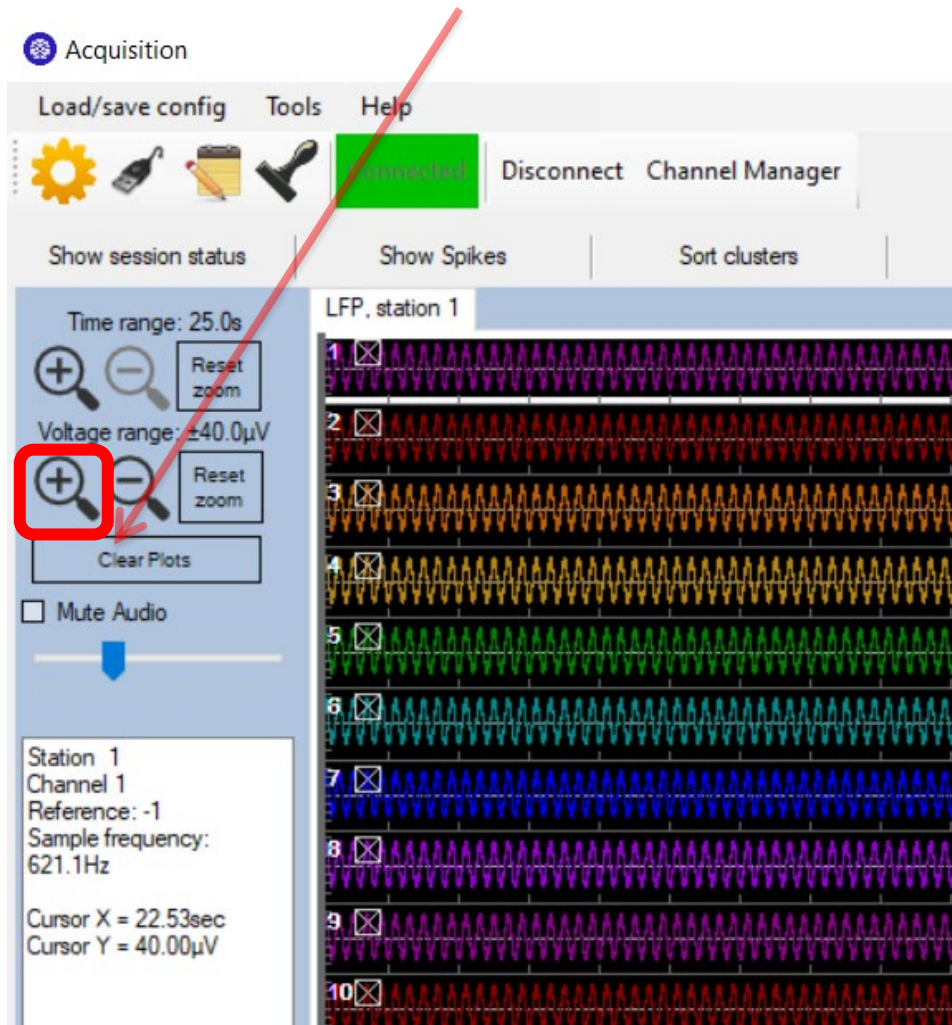 Acquisition
Load/save config Tools Help
Connected Disconnect Channel Manager
Show session status Show Spikes Sort clusters
Time range: 25.0s
Reset
zoom
Voltage range: ±40.0µV
Reset
zoom
Clear Plots
Mute Audio
Station 1
Channel 1
Reference: -1
Sample frequency:
621.1Hz
Cursor X = 22.53sec
Cursor Y = 40.00µV
LFP, station 1
1
2
3
4
5
6
7
8
9
10